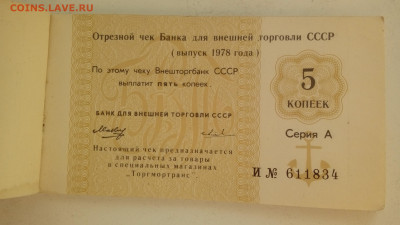 COINS.LAVE.RU
Отрезной чек Банка для внешней торговли СССР
(выпуск 1978 года)
По этому чеку Внешторгбанк СССР
выплатит пять копеек.
5
КОПЕЕК
БАНК ДЛЯ ВНЕШНЕЙ ТОРГОВЛИ СССР
Серия А
Настоящий чек предназначается
для расчета за товары
в специальных магазинах
„Торгмортранс".
И № 611834